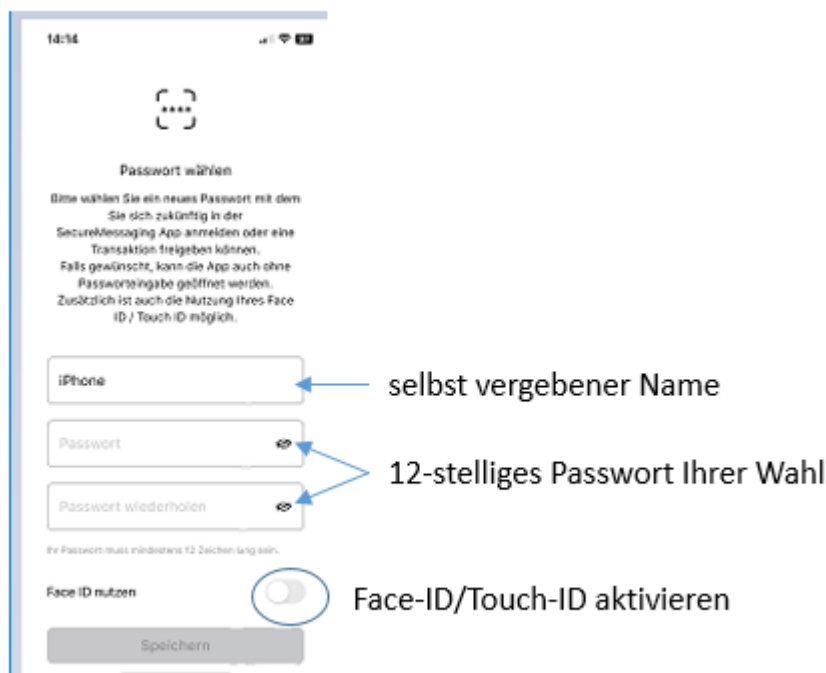 14:14
Passwort wählen
Bitte wählen Sie ein neues Passwort mit dem
Sie sich zukünftig in der
SecureMessaging App anmelden oder eine
Transaktion freigeben können.
Falls gewünscht, kann die App auch ohne
Passworteingabe geöffnet werden.
Zusätzlich ist auch die Nutzung Ihres Face
ID / Touch ID möglich.
iPhone
selbst vergebener Name
Passwort
12-stelliges Passwort Ihrer Wahl
Passwort wiederholen
Ihr Passwort muss mindestens 12 Zeichen lang sein.
Face ID nutzen
Face-ID/Touch-ID aktivieren
Speichern